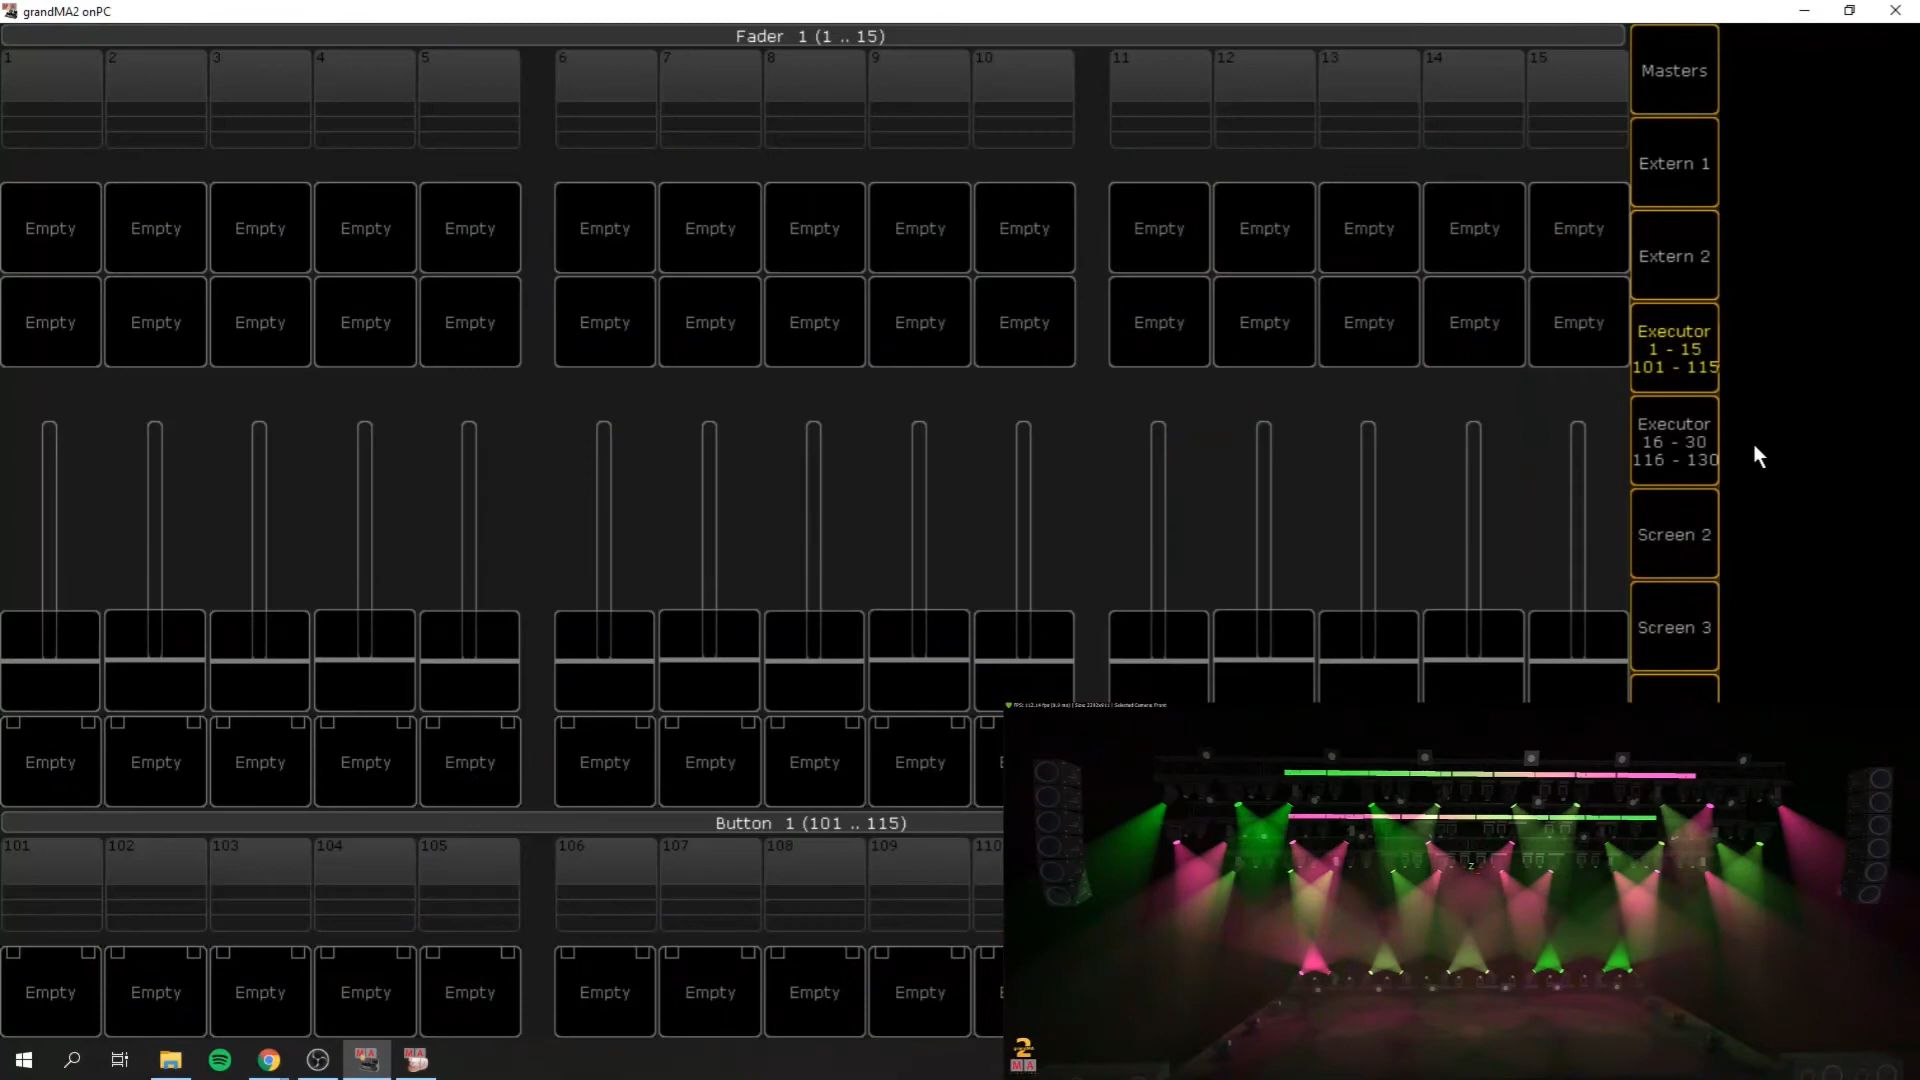 grandMA2 onPC
Fader 1 (1 .. 15)
1 2 3 4 5 6 7 8 9 10 11 12 13 14 15
Masters
Extern 1
Empty Empty Empty Empty Empty Empty Empty Empty Empty Empty Empty Empty Empty Empty Empty
Extern 2
Empty Empty Empty Empty Empty Empty Empty Empty Empty Empty Empty Empty Empty Empty Empty
Executor
1 - 15
101 - 115
Executor
16 - 30
116 - 130
Screen 2
Screen 3
Empty Empty Empty Empty Empty Empty Empty Empty Empty
Button 1 (101 .. 115)
101 102 103 104 105 106 107 108 109 110
Empty Empty Empty Empty Empty Empty Empty Empty Empty
Z
2
grandMA
MA